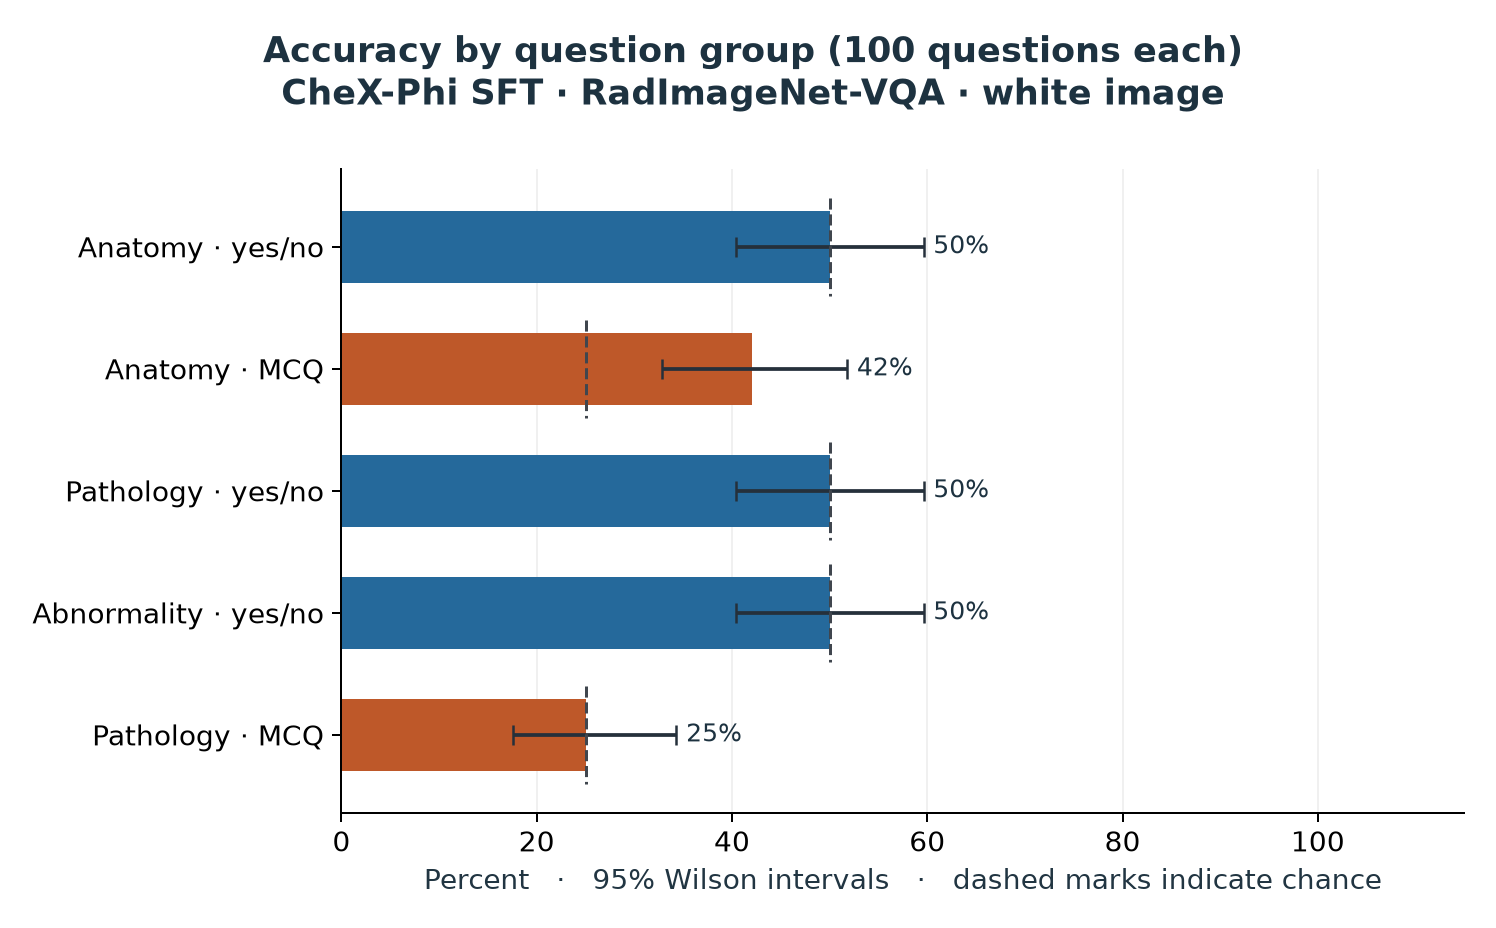 Accuracy by question group (100 questions each)
CheX-Phi SFT · RadImageNet-VQA · white image
Anatomy · yes/no
50%
Anatomy · MCQ
42%
Pathology · yes/no
50%
Abnormality · yes/no
50%
Pathology · MCQ
25%
0 20 40 60 80 100
Percent · 95% Wilson intervals · dashed marks indicate chance